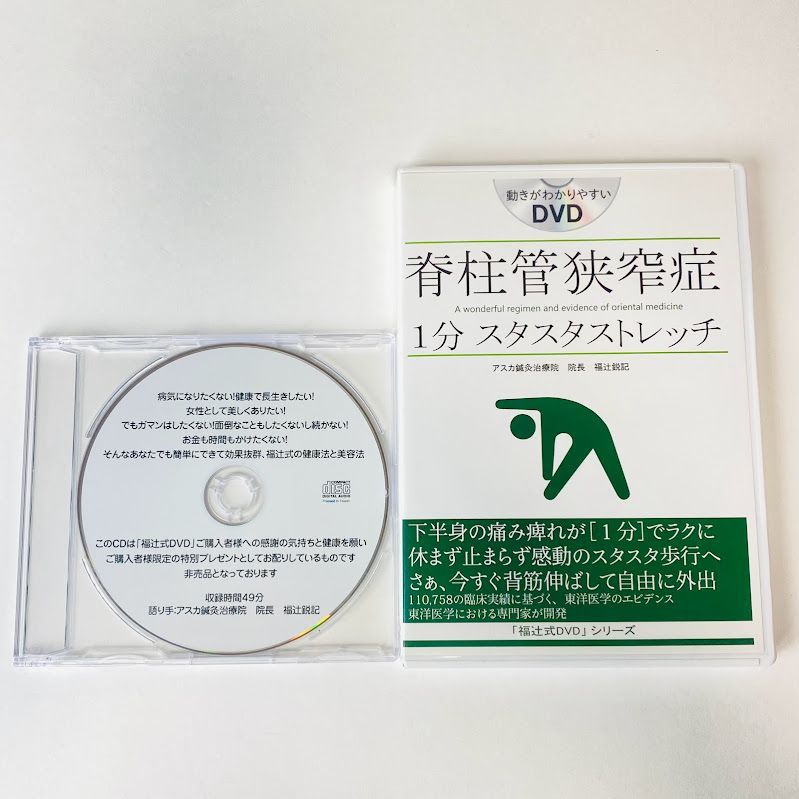 病気になりたくない!健康で長生きしたい!
女性として美しくありたい!
でもガマンはしたくない!面倒なこともしたくないし続かない!
お金も時間もかけたくない!
そんなあなたでも簡単にできて効果抜群、福辻式の健康法と美容法
COMPACT
disc
DIGITAL AUDIO
このCDは「福辻式DVD」ご購入者様への感謝の気持ちと健康を願い
ご購入者様限定の特別プレゼントとしてお配りしているものです
非売品となっております
収録時間49分
語り手:アスカ鍼灸治療院 院長 福辻鋭記
動きがわかりやすい
DVD
脊柱管狭窄症
A wonderful regimen and evidence of oriental medicine
1分 スタスタストレッチ
アスカ鍼灸治療院 院長 福辻鋭記
下半身の痛み痺れが[1分]でラクに
休まず止まらず感動のスタスタ歩行へ
さぁ、今すぐ背筋伸ばして自由に外出
110,758の臨床実績に基づく、東洋医学のエビデンス
東洋医学における専門家が開発
「福辻式DVD」シリーズ